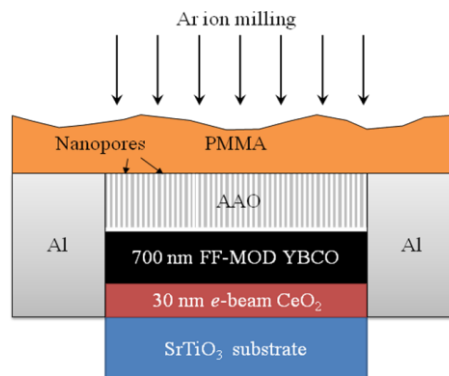 Ar ion milling
Nanopores PMMA
AAO
Al Al
700 nm FF-MOD YBCO
30 nm e-beam CeO₂
SrTiO₃ substrate